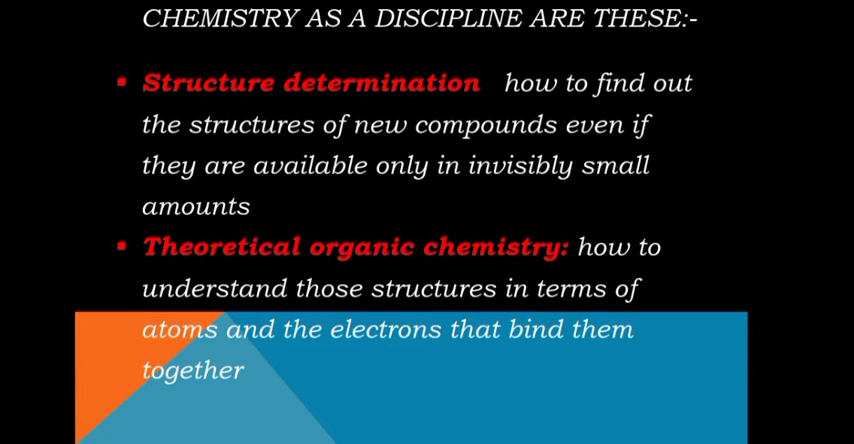 CHEMISTRY AS A DISCIPLINE ARE THESE:-
▪ Structure determination how to find out
the structures of new compounds even if
they are available only in invisibly small
amounts
▪ Theoretical organic chemistry: how to
understand those structures in terms of
atoms and the electrons that bind them
together